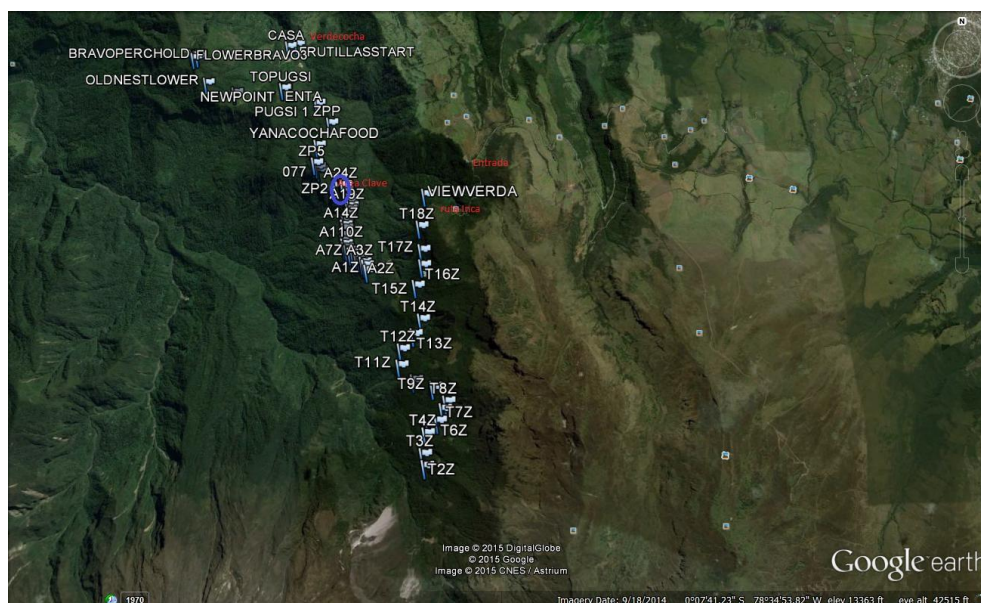 N
CASA Verdecocha
BRAVOPERCHOLD FLOWERBRAVO3 RUTILLASSTART
OLDNESTLOWER TOPUGSI
NEWPOINT ENTA
PUGSI 1 ZPP
YANACOCHAFOOD
ZP5
077 A24Z Entrada
ZP2 Clave
A19Z VIEWVERDA
A14Z T18Z
A110Z
A7Z A3Z T17Z
A1Z A2Z T16Z
T15Z
T14Z
T12Z T13Z
T11Z
T9Z T8Z
T7Z
T4Z T6Z
T3Z
T2Z
Image © 2015 DigitalGlobe
© 2015 Google
Image © 2015 CNES / Astrium
Google earth
1970
Imagery Date: 9/18/2014 0°07'41.23" S 78°34'53.82" W elev 13363 ft eye alt 42515 ft